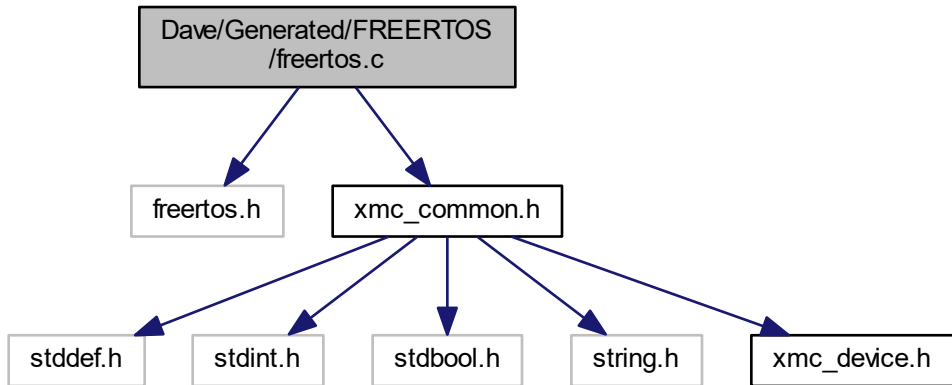 Dave/Generated/FREERTOS
/freertos.c
freertos.h
xmc_common.h
stddef.h
stdint.h
stdbool.h
string.h
xmc_device.h